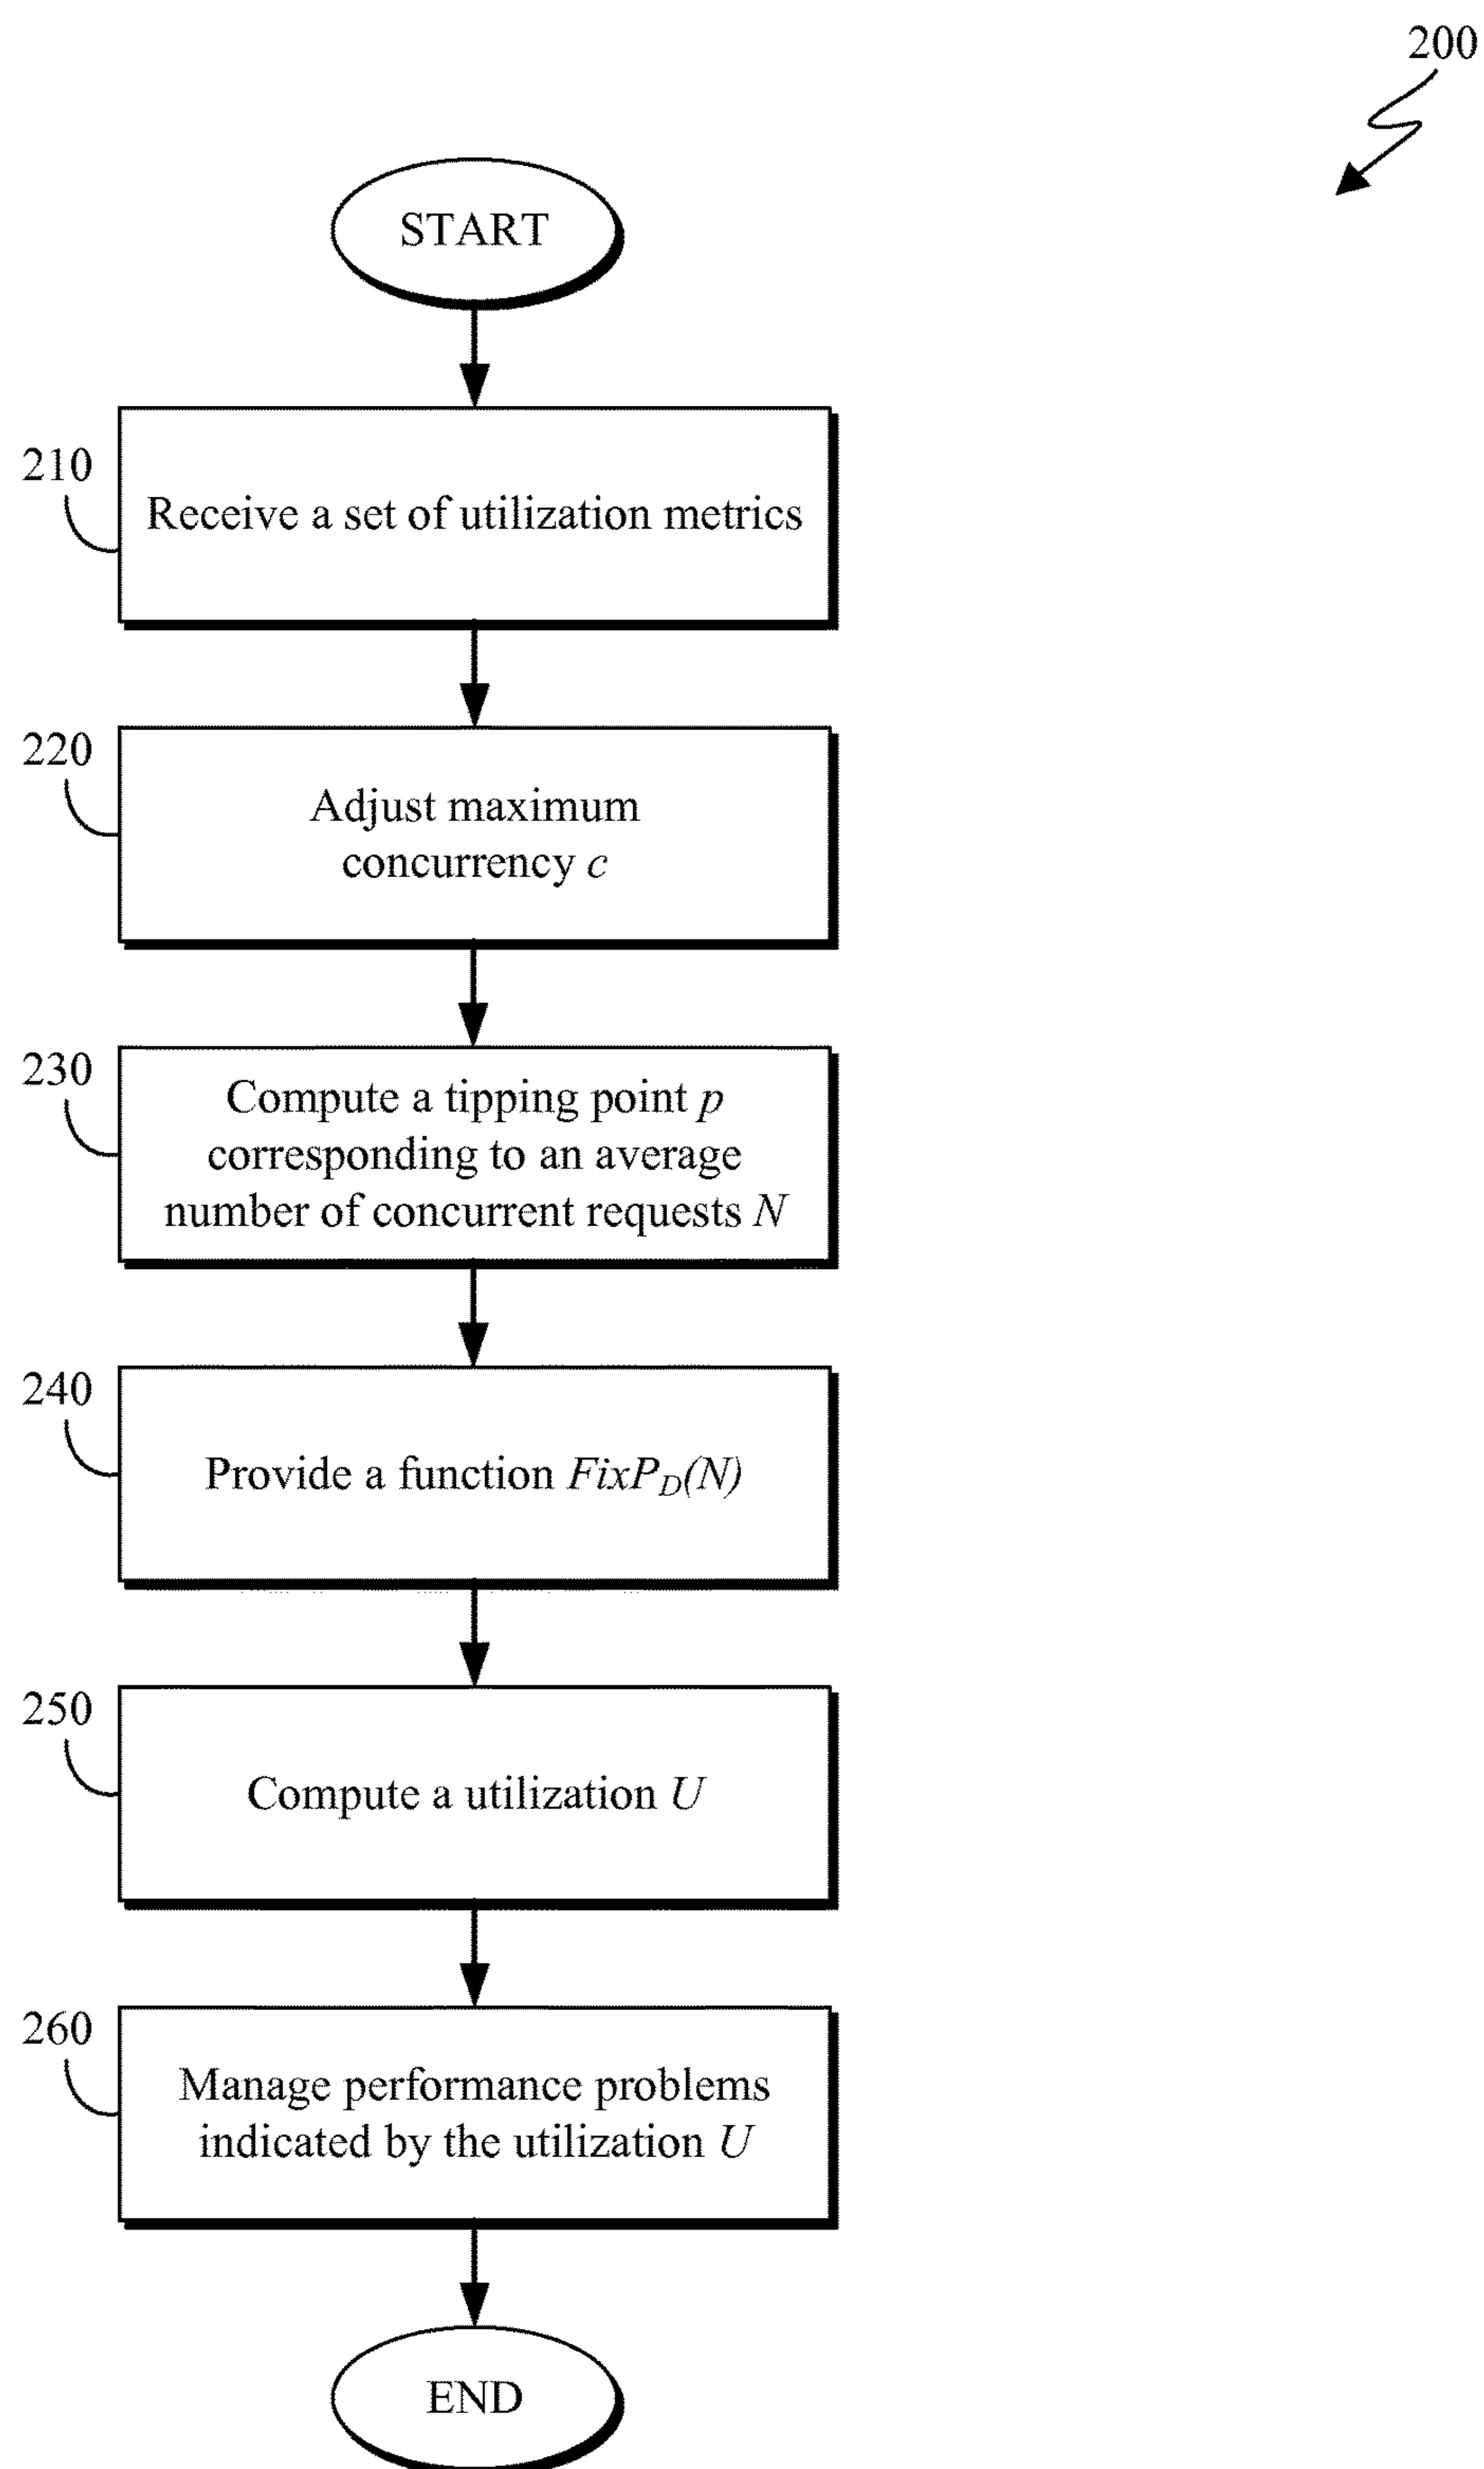 200
START
210
Receive a set of utilization metrics
220
Adjust maximum
concurrency c
230
Compute a tipping point p
corresponding to an average
number of concurrent requests N
240
Provide a function FixP_D(N)
250
Compute a utilization U
260
Manage performance problems
indicated by the utilization U
END